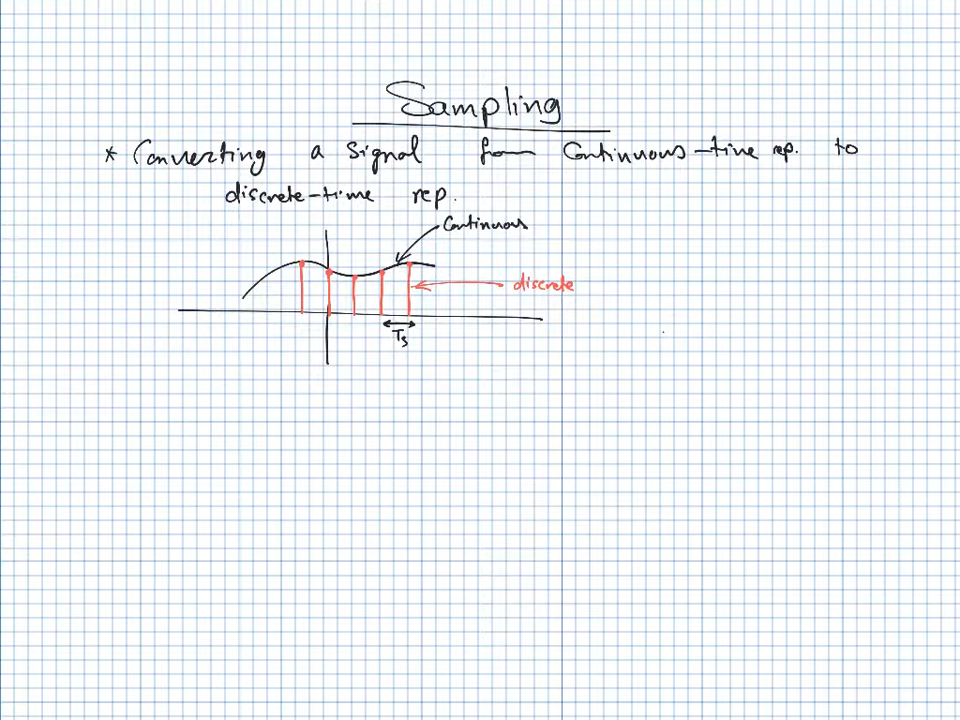 Sampling
* Converting a signal from Continuous-time rep. to
discrete-time rep.
Continuous
discrete
Ts